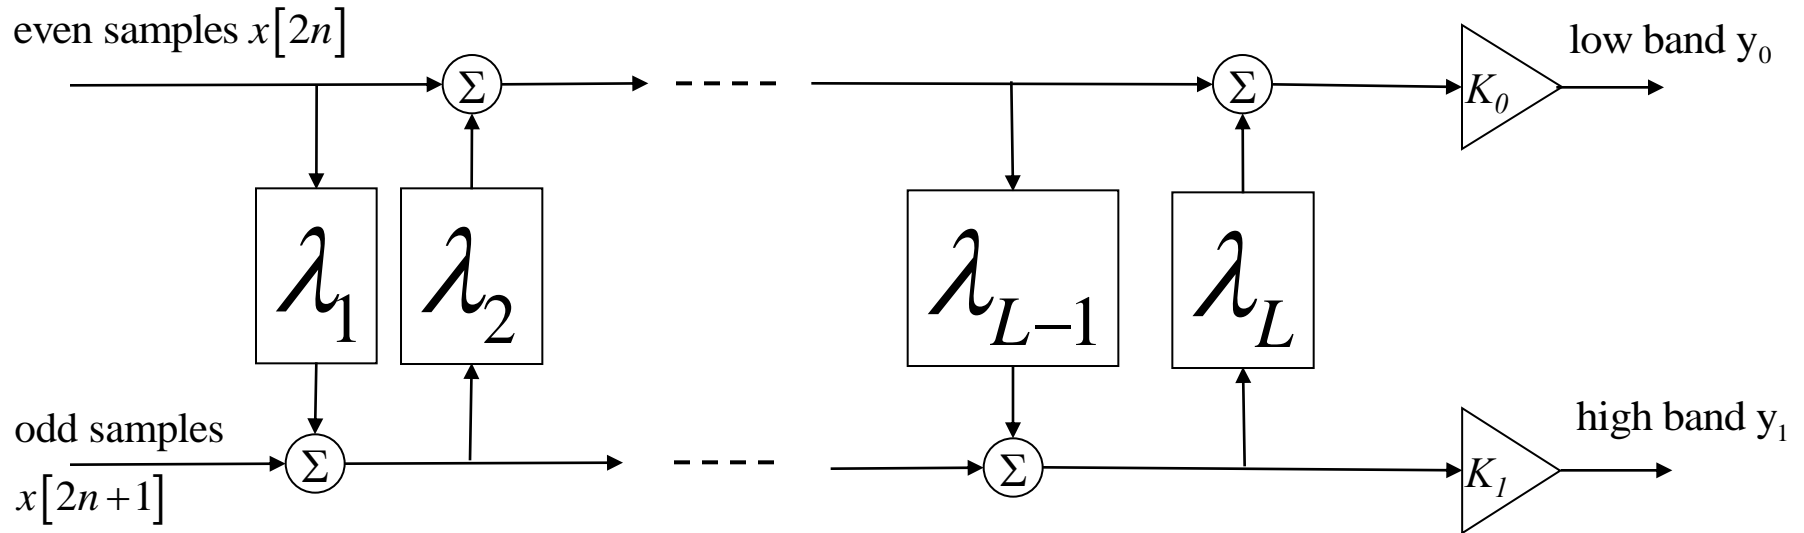 even samples x[2n]
low band y₀
Σ
Σ
K₀
λ₁
λ₂
λ_{L−1}
λ_L
odd samples
x[2n+1]
high band y₁
Σ
Σ
K₁